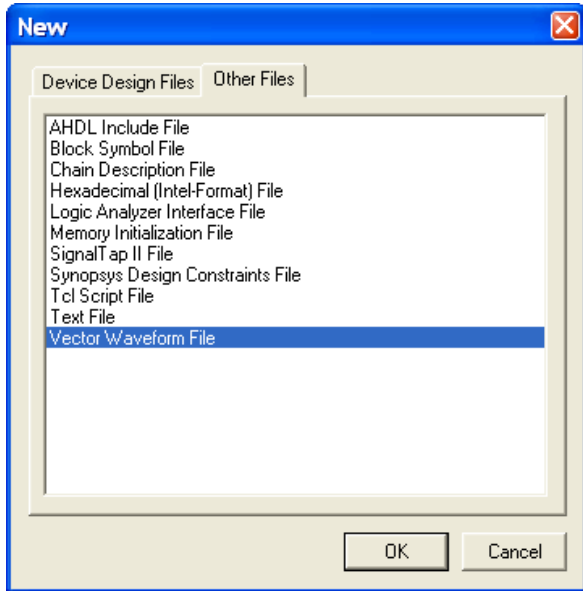 New
Device Design Files
Other Files
AHDL Include File
Block Symbol File
Chain Description File
Hexadecimal (Intel-Format) File
Logic Analyzer Interface File
Memory Initialization File
SignalTap II File
Synopsys Design Constraints File
Tcl Script File
Text File
Vector Waveform File
OK
Cancel